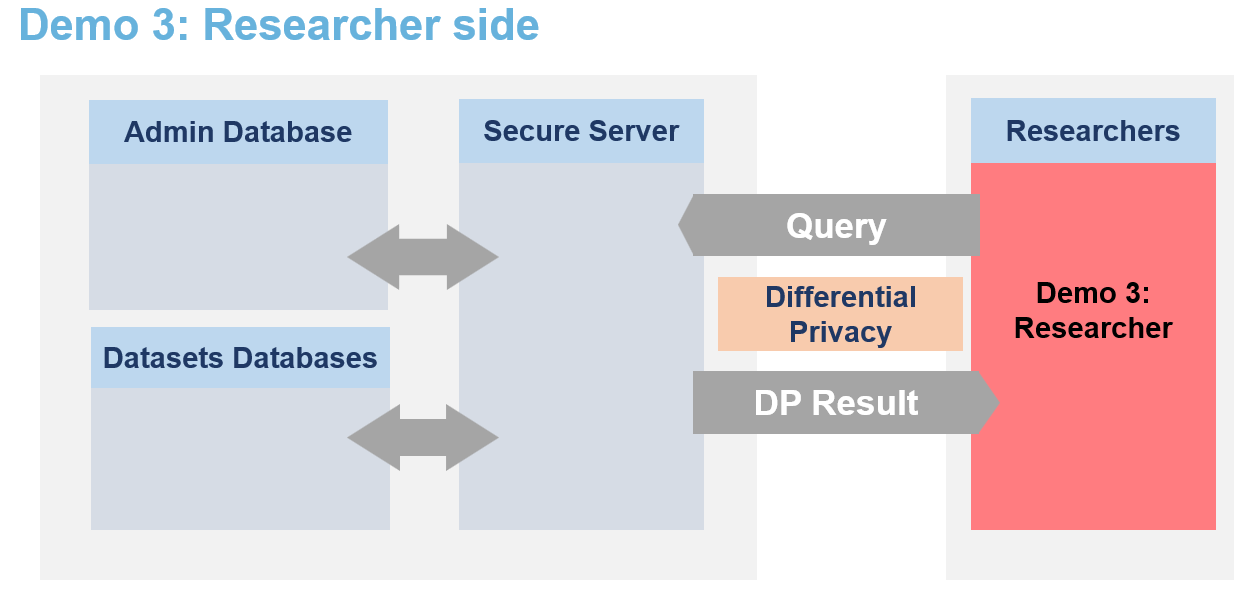 Demo 3: Researcher side
Admin Database
Secure Server
Researchers
Query
Differential
Privacy
Demo 3:
Researcher
Datasets Databases
DP Result